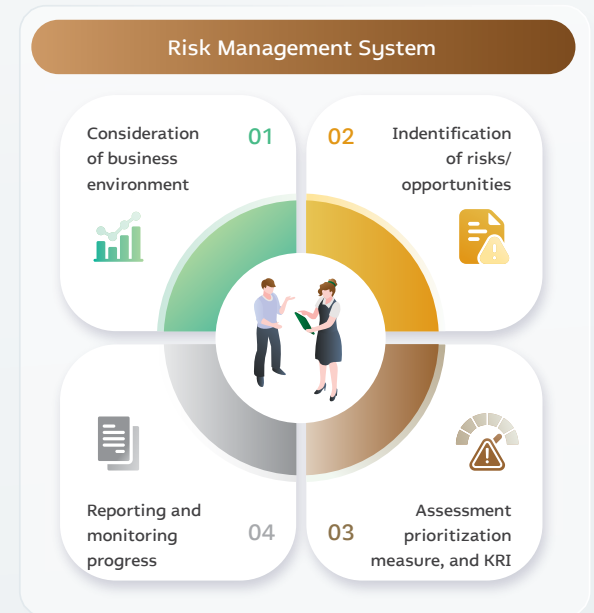 Risk Management System
Consideration
of business
environment
01
02
Indentification
of risks/
opportunities
Reporting and
monitoring
progress
04
03
Assessment
prioritization
measure, and KRI